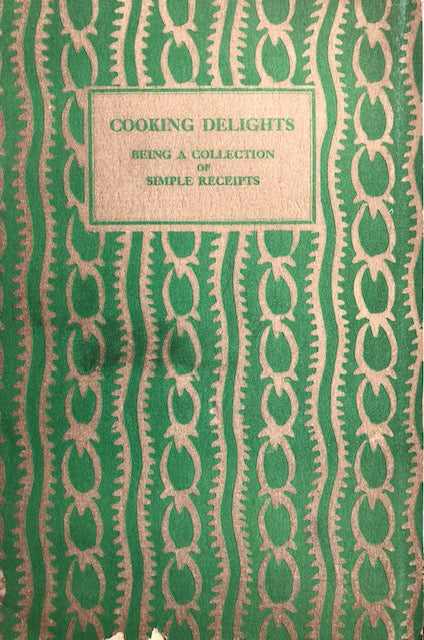 COOKING DELIGHTS
BEING A COLLECTION
OF
SIMPLE RECEIPTS